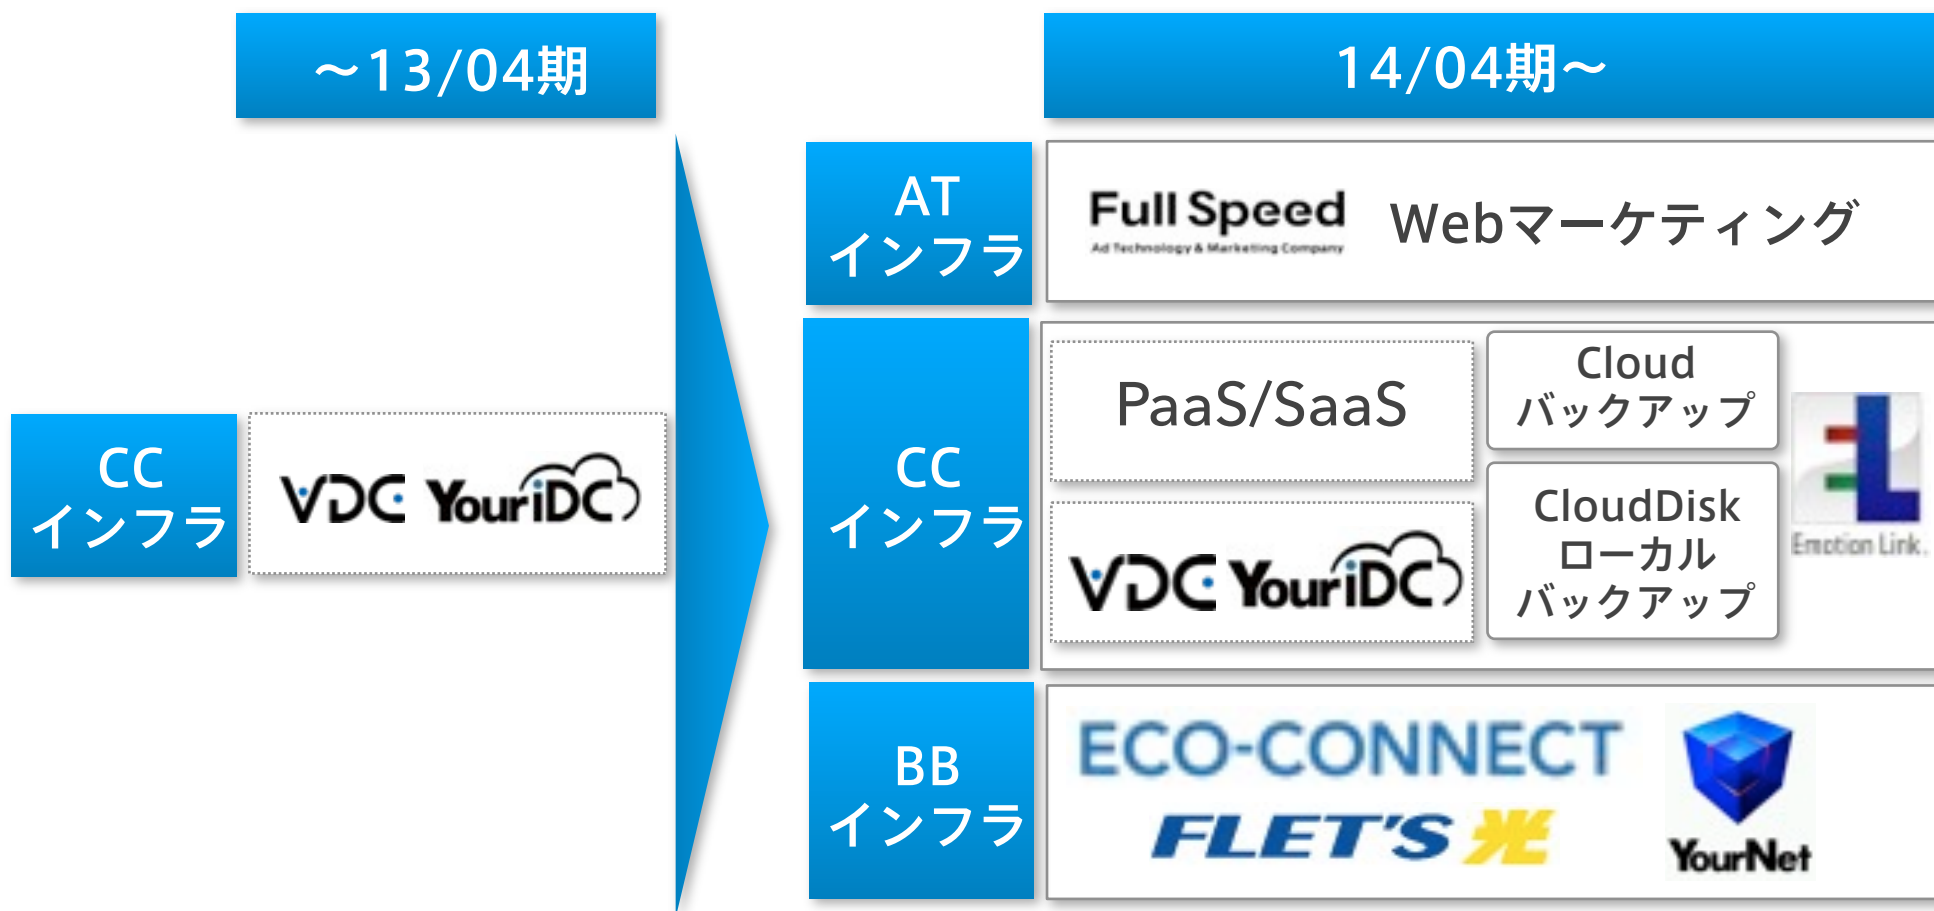 ～13/04期
CC
インフラ
VDC YouriDC
14/04期～
AT
インフラ
Full Speed
Ad Technology & Marketing Company
Webマーケティング
CC
インフラ
PaaS/SaaS
VDC YouriDC
Cloud
バックアップ
CloudDisk
ローカル
バックアップ
Emotion Link.
BB
インフラ
ECO-CONNECT
FLET'S 光
YourNet